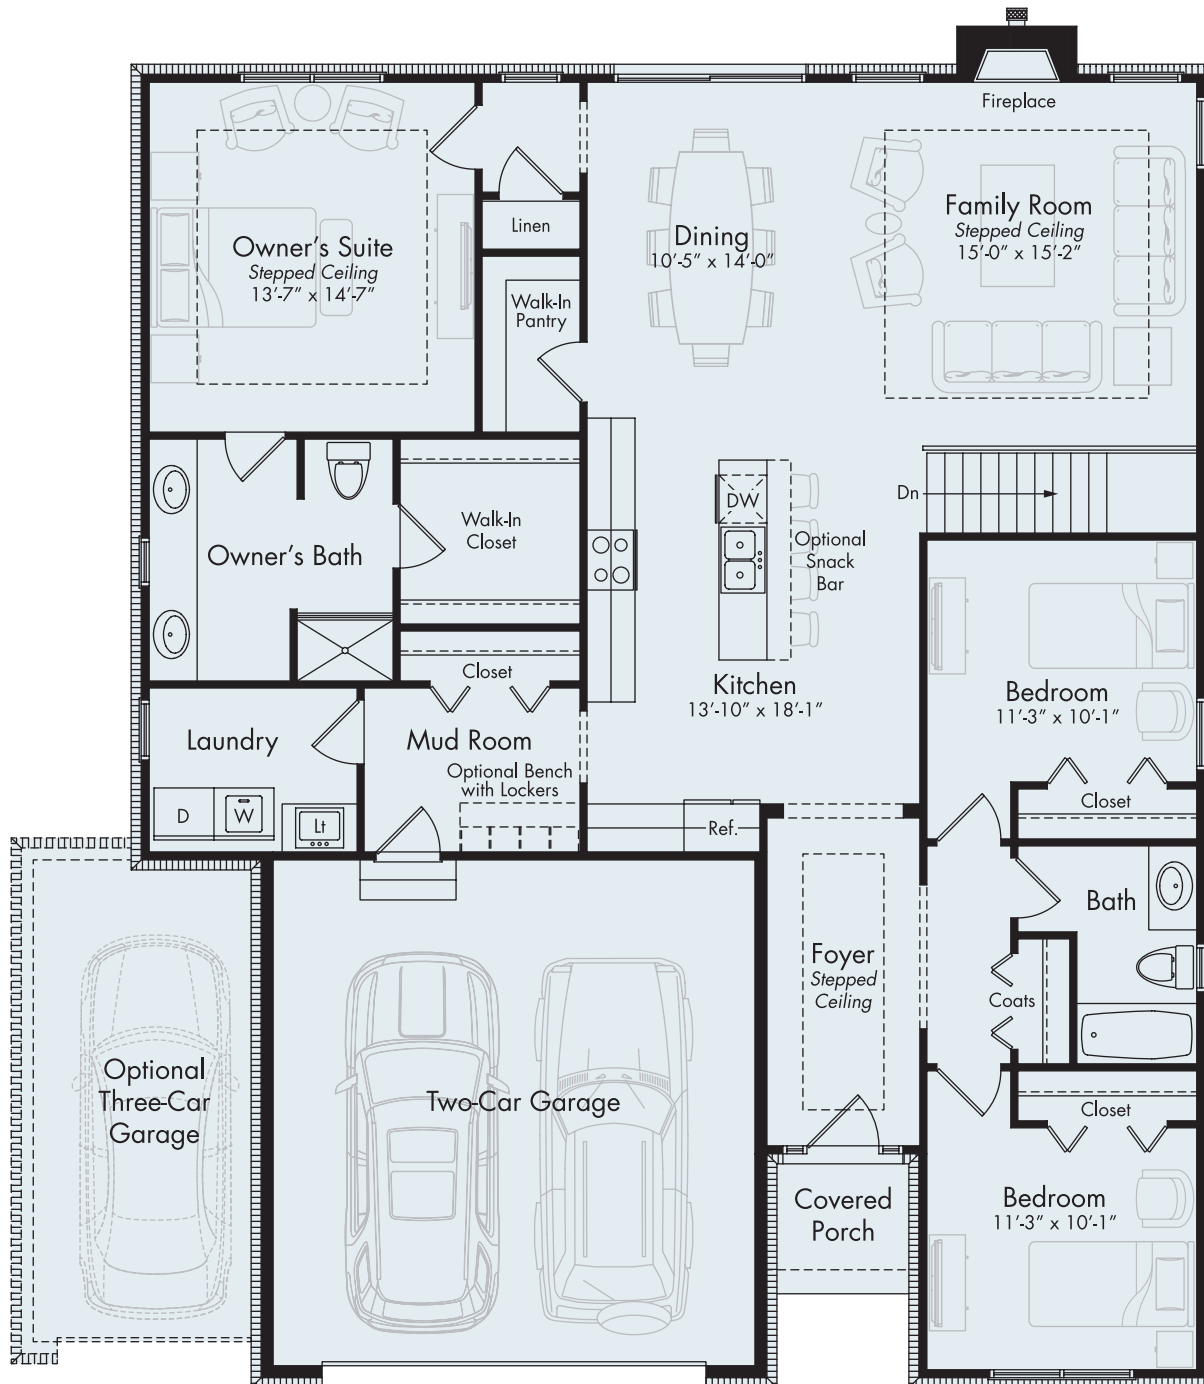 Fireplace
Owner's Suite
Stepped Ceiling
13'-7" x 14'-7"
Linen
Walk-In
Pantry
Dining
10'-5" x 14'-0"
Family Room
Stepped Ceiling
15'-0" x 15'-2"
Dn
DW
Optional
Snack
Bar
Owner's Bath
Walk-In
Closet
Closet
Kitchen
13'-10" x 18'-1"
Bedroom
11'-3" x 10'-1"
Closet
Laundry
D
W
Lt
Mud Room
Optional Bench
with Lockers
Ref.
Bath
Foyer
Stepped
Ceiling
Coats
Optional
Three-Car
Garage
Two-Car Garage
Closet
Covered
Porch
Bedroom
11'-3" x 10'-1"